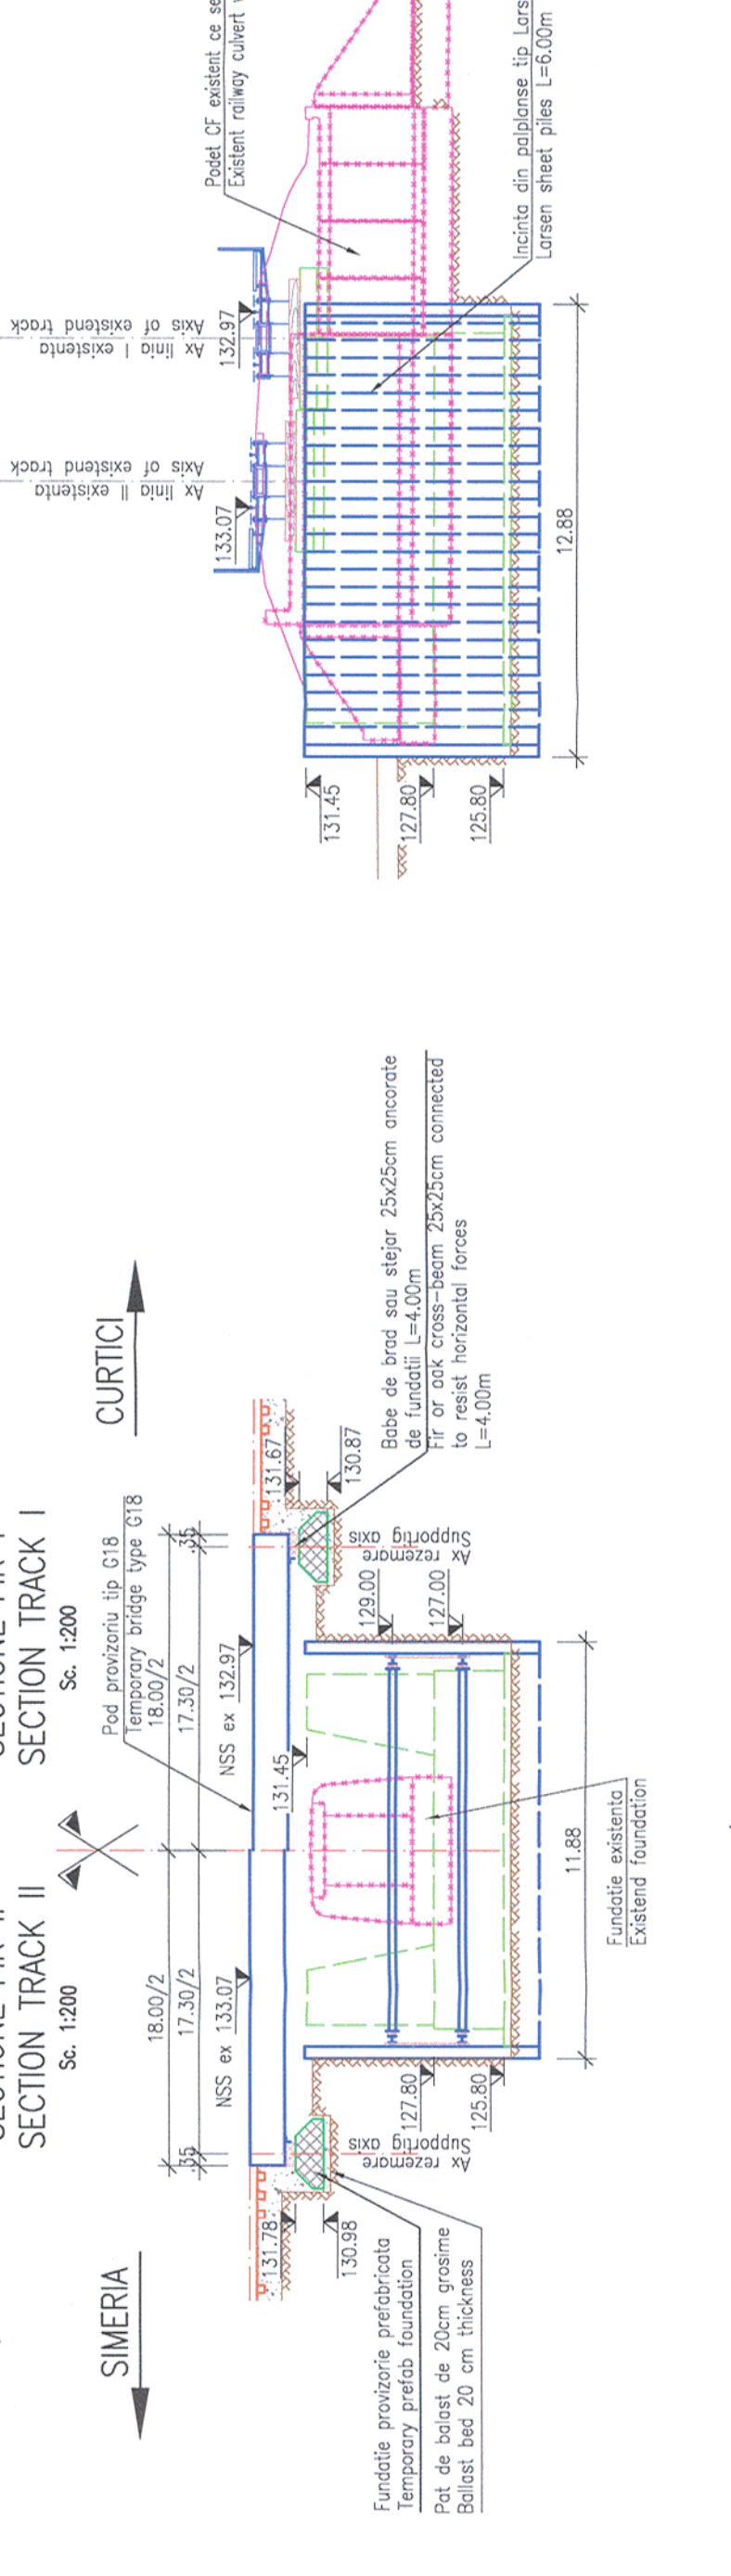 SIMERIA
CURTICI
SECTION TRACK II
Sc. 1:200
SECTION TRACK I
Sc. 1:200
Pod provizoriu tip G18
Temporary bridge type G18
18.00/2
18.00/2
.35
17.30/2
17.30/2
.35
NSS ex 133.07
NSS ex 132.97
131.78
130.98
131.67
130.87
131.45
Ax rezemare
Supportig axis
Ax rezemare
Supportig axis
129.00
127.00
127.80
125.80
11.88
Fundatie provizorie prefabricata
Temporary prefab foundation
Pat de balast de 20cm grosime
Ballast bed 20 cm thickness
Fundatie existenta
Existend foundation
Babe de brad sau stejar 25x25cm ancorate
de fundatii L=4.00m
Fir or oak cross-beam 25x25cm connected
to resist horizontal forces
L=4.00m
Podet CF existent ce se
Existent railway culvert
Ax linia II existenta
Axis of existend track
Ax linia I existenta
Axis of existend track
133.07
132.97
131.45
127.80
125.80
12.88
Incinta din palplanse tip Lars
Larsen sheet piles L=6.00m